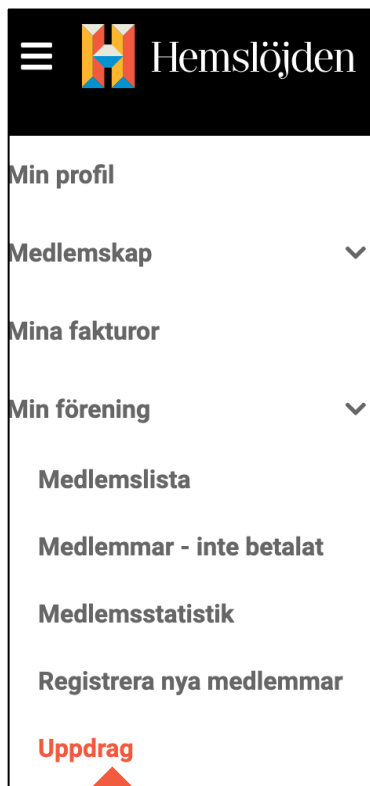 Hemslöjden
Min profil
Medlemskap
Mina fakturor
Min förening
Medlemslista
Medlemmar - inte betalat
Medlemsstatistik
Registrera nya medlemmar
Uppdrag